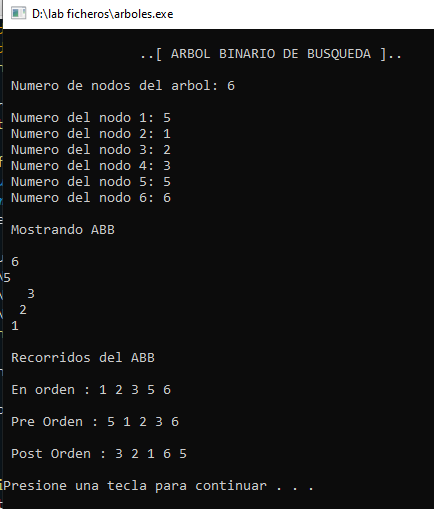 D:\lab ficheros\arboles.exe
..[ ARBOL BINARIO DE BUSQUEDA ]..
Numero de nodos del arbol: 6
Numero del nodo 1: 5
Numero del nodo 2: 1
Numero del nodo 3: 2
Numero del nodo 4: 3
Numero del nodo 5: 5
Numero del nodo 6: 6
Mostrando ABB
6
5
3
2
1
Recorridos del ABB
En orden : 1 2 3 5 6
Pre Orden : 5 1 2 3 6
Post Orden : 3 2 1 6 5
Presione una tecla para continuar . . .